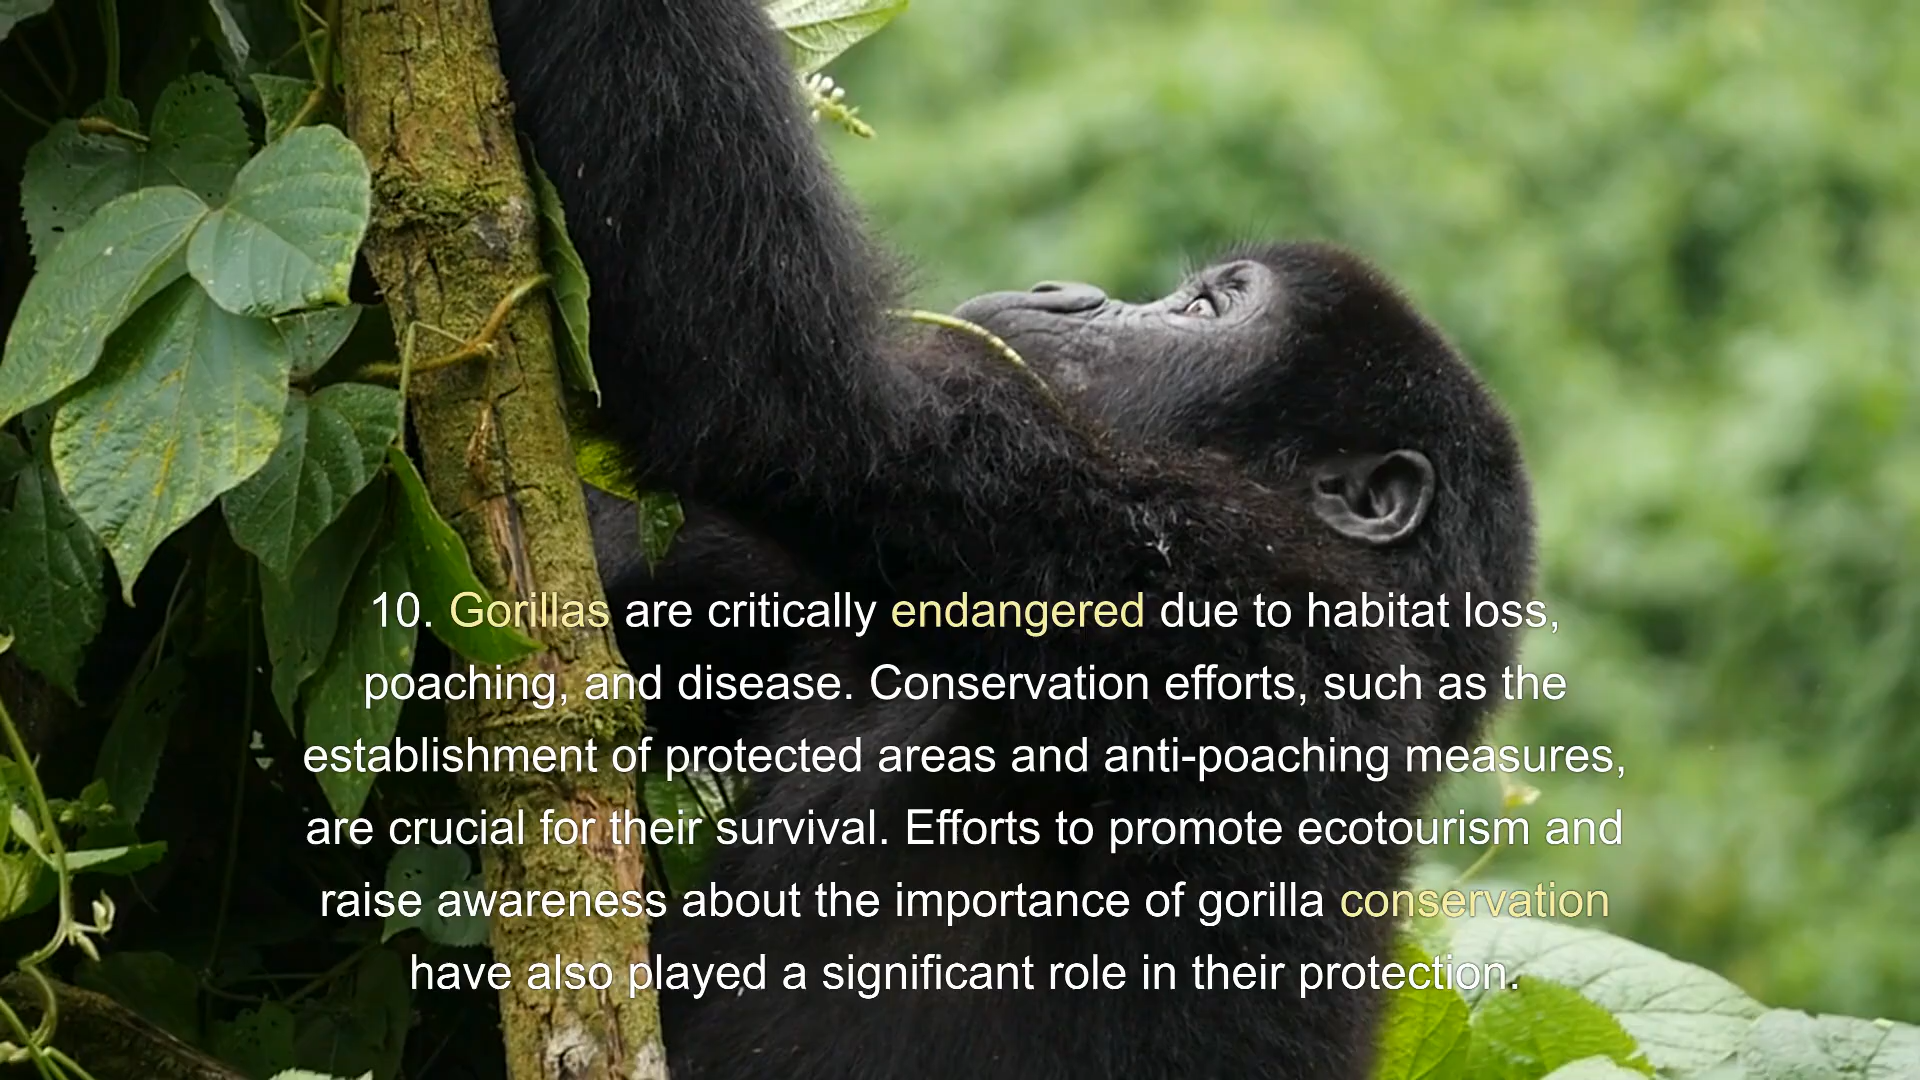 10. Gorillas are critically endangered due to habitat loss,
poaching, and disease. Conservation efforts, such as the
establishment of protected areas and anti-poaching measures,
are crucial for their survival. Efforts to promote ecotourism and
raise awareness about the importance of gorilla conservation
have also played a significant role in their protection.